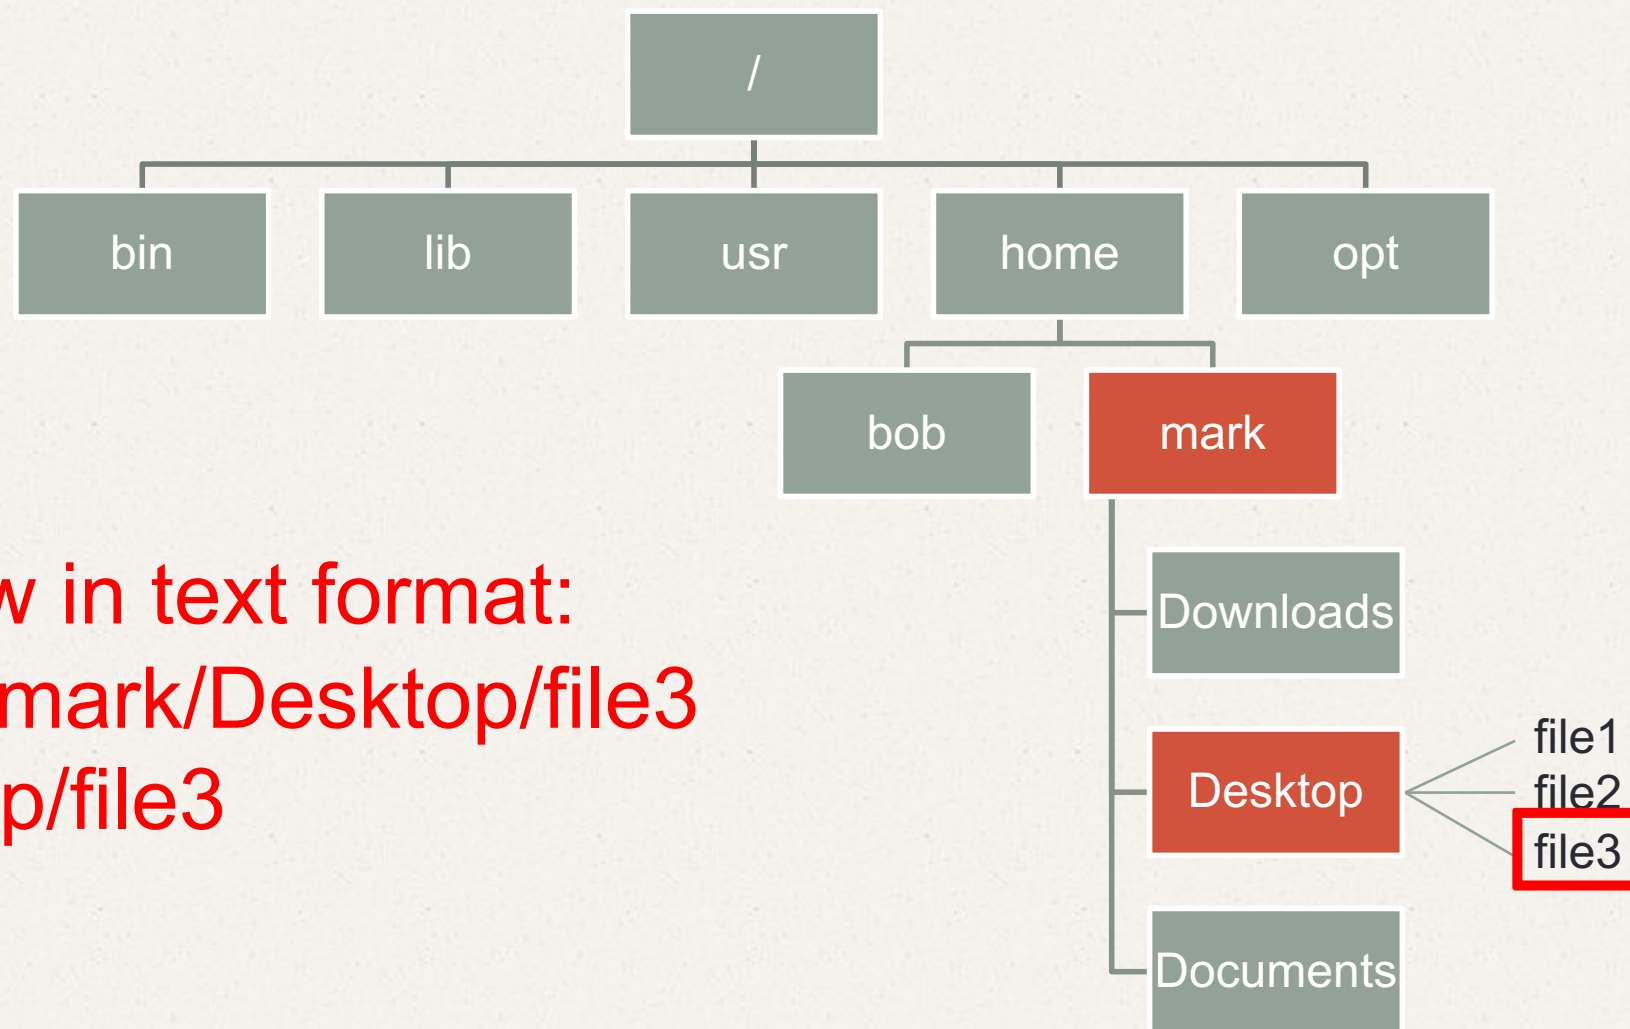 /
bin lib usr home opt
bob mark
w in text format:
Downloads
mark/Desktop/file3
file1
p/file3
Desktop
file2
file3
Documents